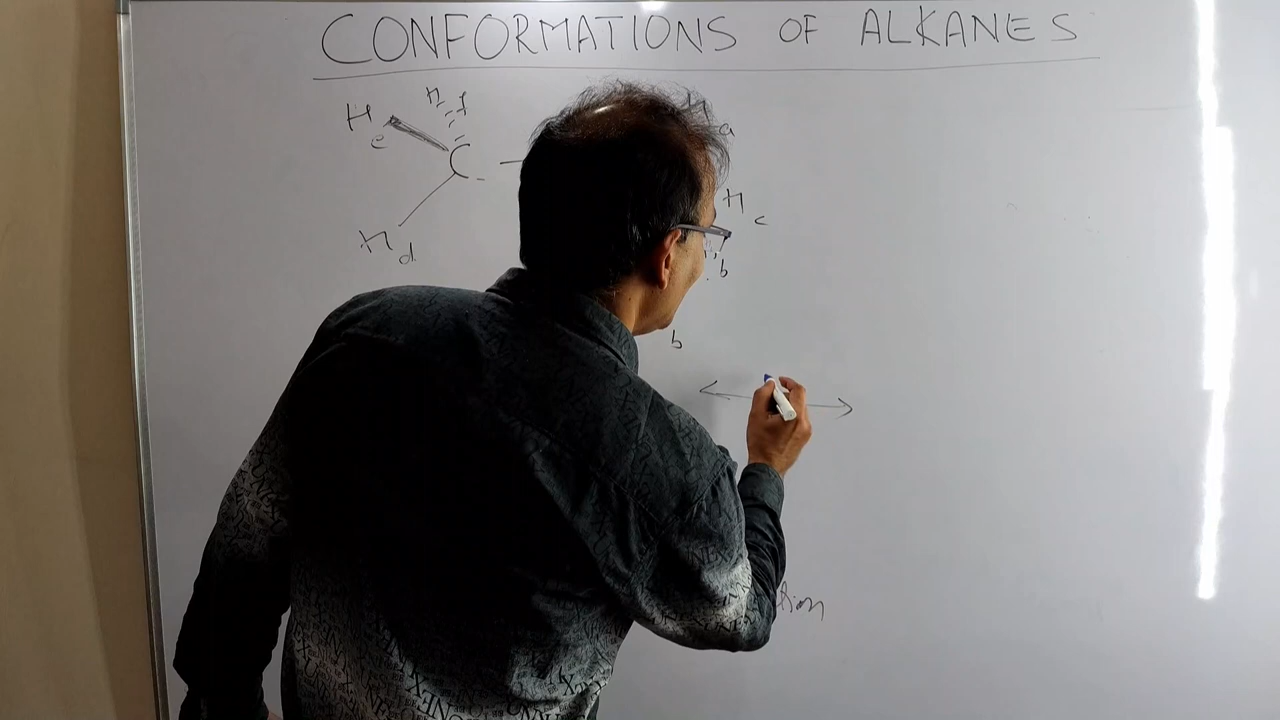 CONFORMATIONS OF ALKANES
H H f H a
e C H c
H d b
b